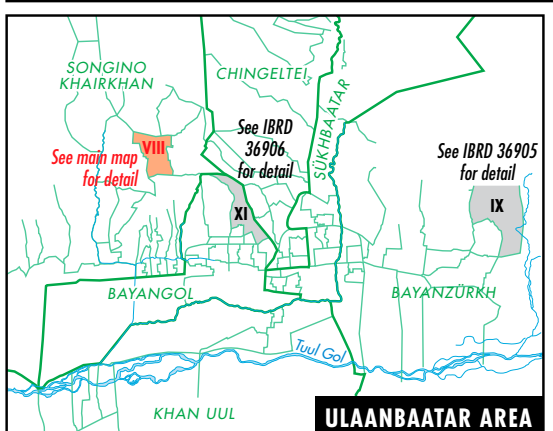 SONGINO
KHAIRKHAN
CHINGELTEI
SÜKHBAATAR
See IBRD
36906
for detail
See IBRD 36905
for detail
VIII
See main map
for detail
XI
IX
BAYANGOL
BAYANZÜRKH
Tuul Gol
KHAN UUL
ULAANBAATAR AREA